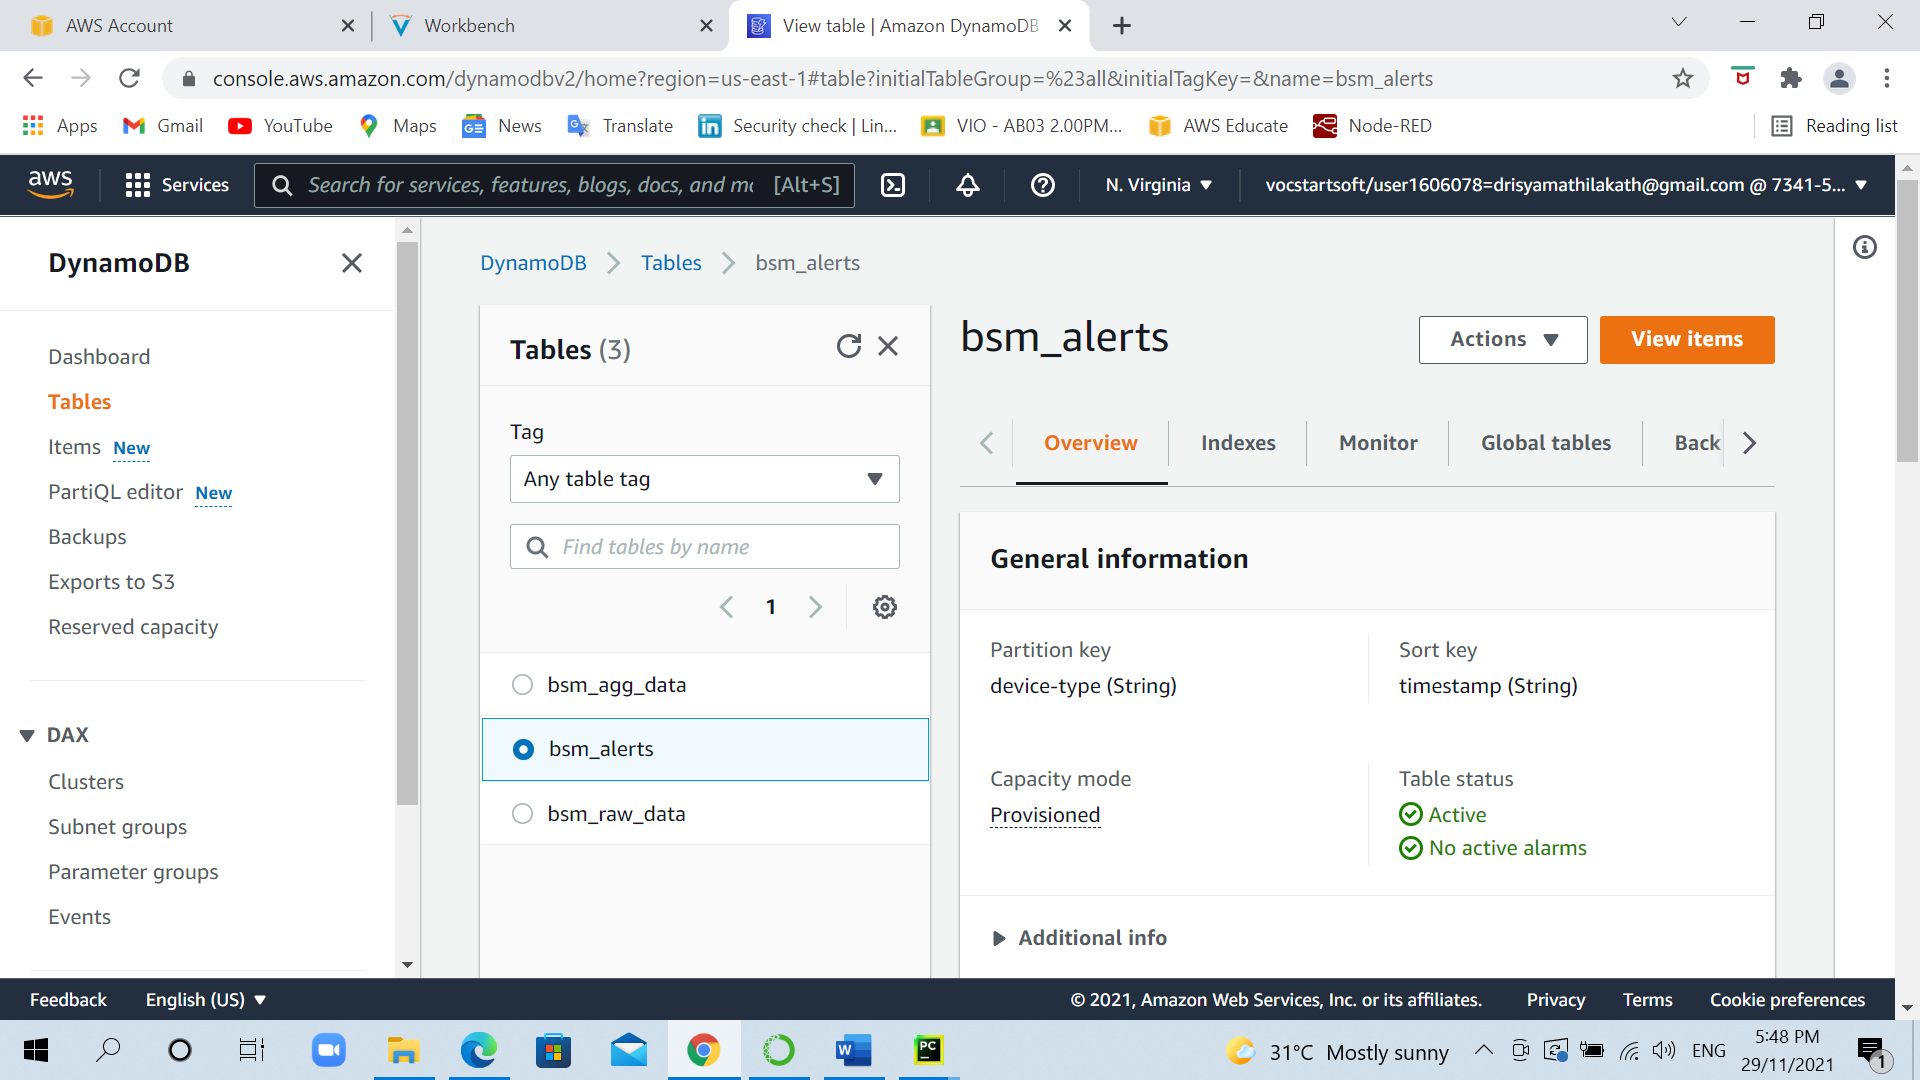 AWS Account
Workbench
View table | Amazon DynamoDB
console.aws.amazon.com/dynamodbv2/home?region=us-east-1#table?initialTableGroup=%23all&initialTagKey=&name=bsm_alerts
Apps
Gmail
YouTube
Maps
News
Translate
Security check | Lin...
VIO - AB03 2.00PM...
AWS Educate
Node-RED
Reading list
aws
Services
Search for services, features, blogs, docs, and mc
[Alt+S]
N. Virginia
vocstartsoft/user1606078=drisyamathilakath@gmail.com @ 7341-5...
DynamoDB
Dashboard
Tables
Items New
PartiQL editor New
Backups
Exports to S3
Reserved capacity
DAX
Clusters
Subnet groups
Parameter groups
Events
DynamoDB
Tables
bsm_alerts
Tables (3)
Tag
Any table tag
Find tables by name
1
bsm_agg_data
bsm_alerts
bsm_raw_data
bsm_alerts
Actions
View items
Overview
Indexes
Monitor
Global tables
Back
General information
Partition key
device-type (String)
Sort key
timestamp (String)
Capacity mode
Provisioned
Table status
Active
No active alarms
Additional info
Feedback
English (US)
© 2021, Amazon Web Services, Inc. or its affiliates.
Privacy
Terms
Cookie preferences
W
PC
31°C Mostly sunny
ENG
5:48 PM
29/11/2021
1